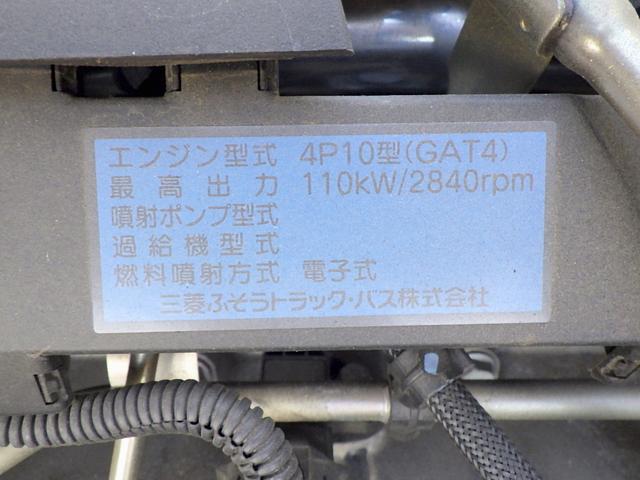 エンジン型式 4P10型(GAT4)
最高出力 110kW/2840rpm
噴射ポンプ型式
過給機型式
燃料噴射方式 電子式
三菱ふそうトラック・バス株式会社